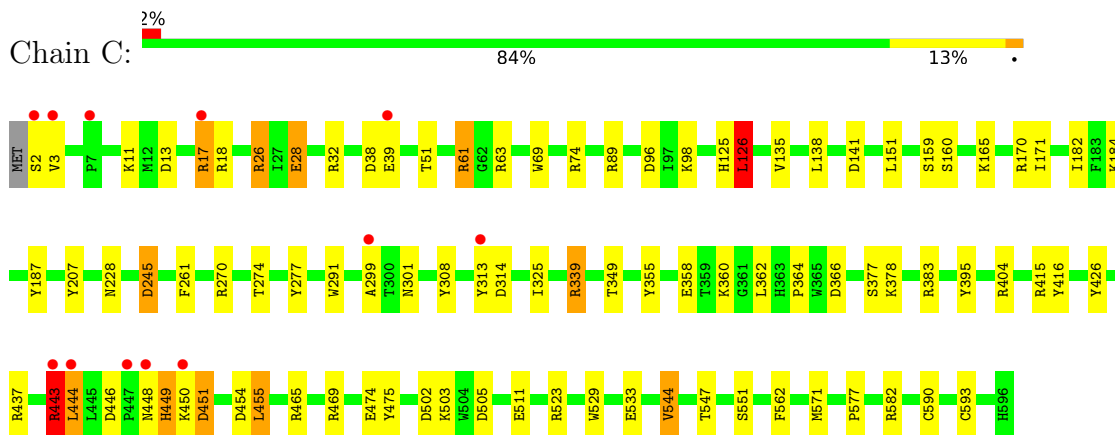 2%
Chain C:
84% 13% •
MET S2 V3 P7 K11 M12 D13 R17 R18 R26 I27 E28 R32 D38 E39 T51 R61 G62 R63 W69 R74 R89 D96 I97 K98 H125 L126 V135 L138 D141 L151 S159 S160 K165 R170 I171 I182 F183 K184
Y187 Y207 N228 D245 F261 R270 T274 Y277 W291 A299 T300 N301 Y308 Y313 D314 I325 R339 T349 Y355 E358 T359 K360 G361 L362 H363 P364 W365 D366 S377 K378 R383 Y395 R404 R415 Y416 Y426
R437 R443 L444 L445 D446 P447 N448 H449 K450 D451 D454 L455 R465 R469 E474 Y475 D502 K503 W504 D505 E511 R523 W529 E533 V544 T547 S551 F562 M571 P577 R582 C590 C593 H596